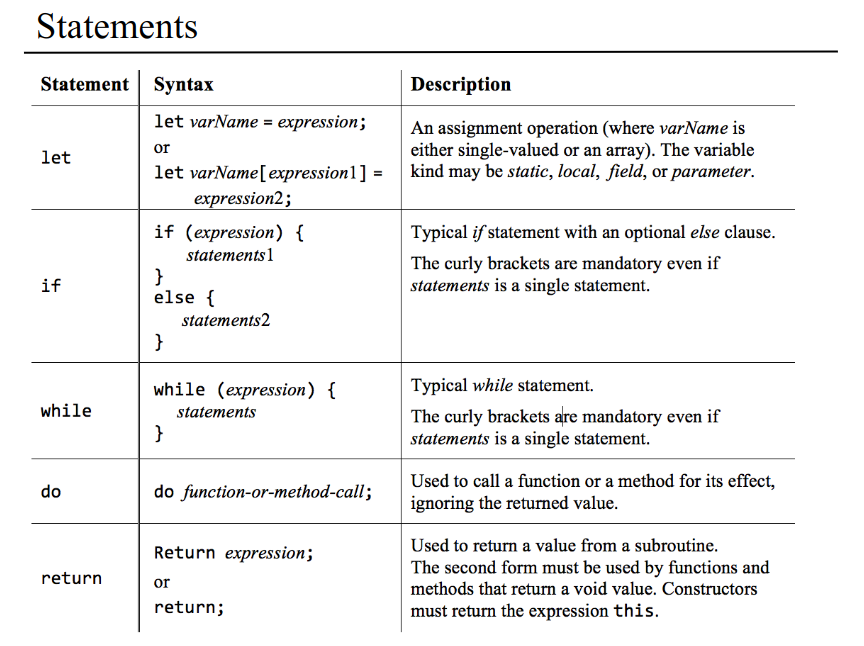 Statements
Statement Syntax Description
let
let varName = expression;
or
let varName[expression1] =
expression2;
An assignment operation (where varName is
either single-valued or an array). The variable
kind may be static, local, field, or parameter.
if
if (expression) {
statements1
}
else {
statements2
}
Typical if statement with an optional else clause.
The curly brackets are mandatory even if
statements is a single statement.
while
while (expression) {
statements
}
Typical while statement.
The curly brackets are mandatory even if
statements is a single statement.
do
do function-or-method-call;
Used to call a function or a method for its effect,
ignoring the returned value.
return
Return expression;
or
return;
Used to return a value from a subroutine.
The second form must be used by functions and
methods that return a void value. Constructors
must return the expression this.